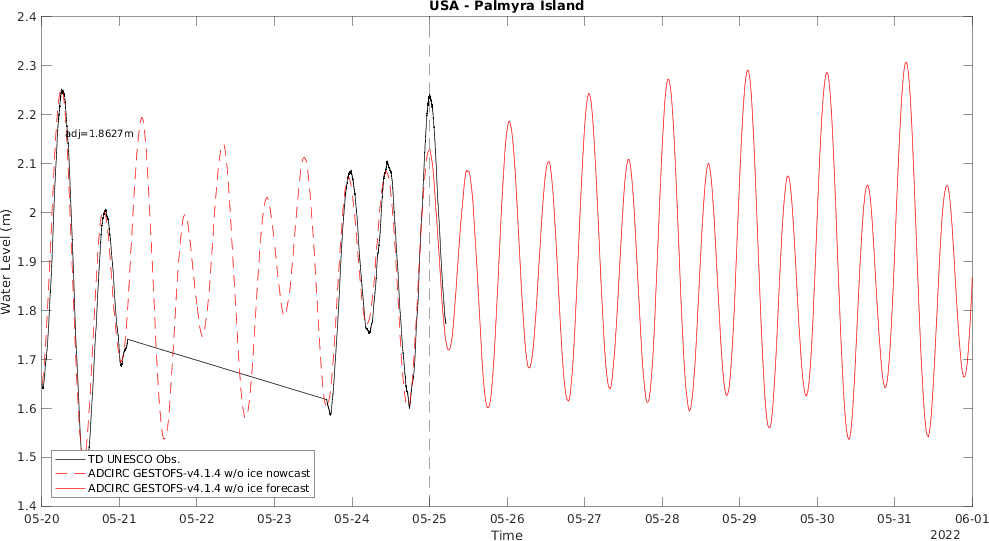 USA - Palmyra Island
2.4
2.3
2.2
2.1
2
1.9
1.8
1.7
1.6
1.5
1.4
Water Level (m)
adj=1.8627m
TD UNESCO Obs.
ADCIRC GESTOFS-v4.1.4 w/o ice nowcast
ADCIRC GESTOFS-v4.1.4 w/o ice forecast
05-20 05-21 05-22 05-23 05-24 05-25 05-26 05-27 05-28 05-29 05-30 05-31 06-01
Time
2022